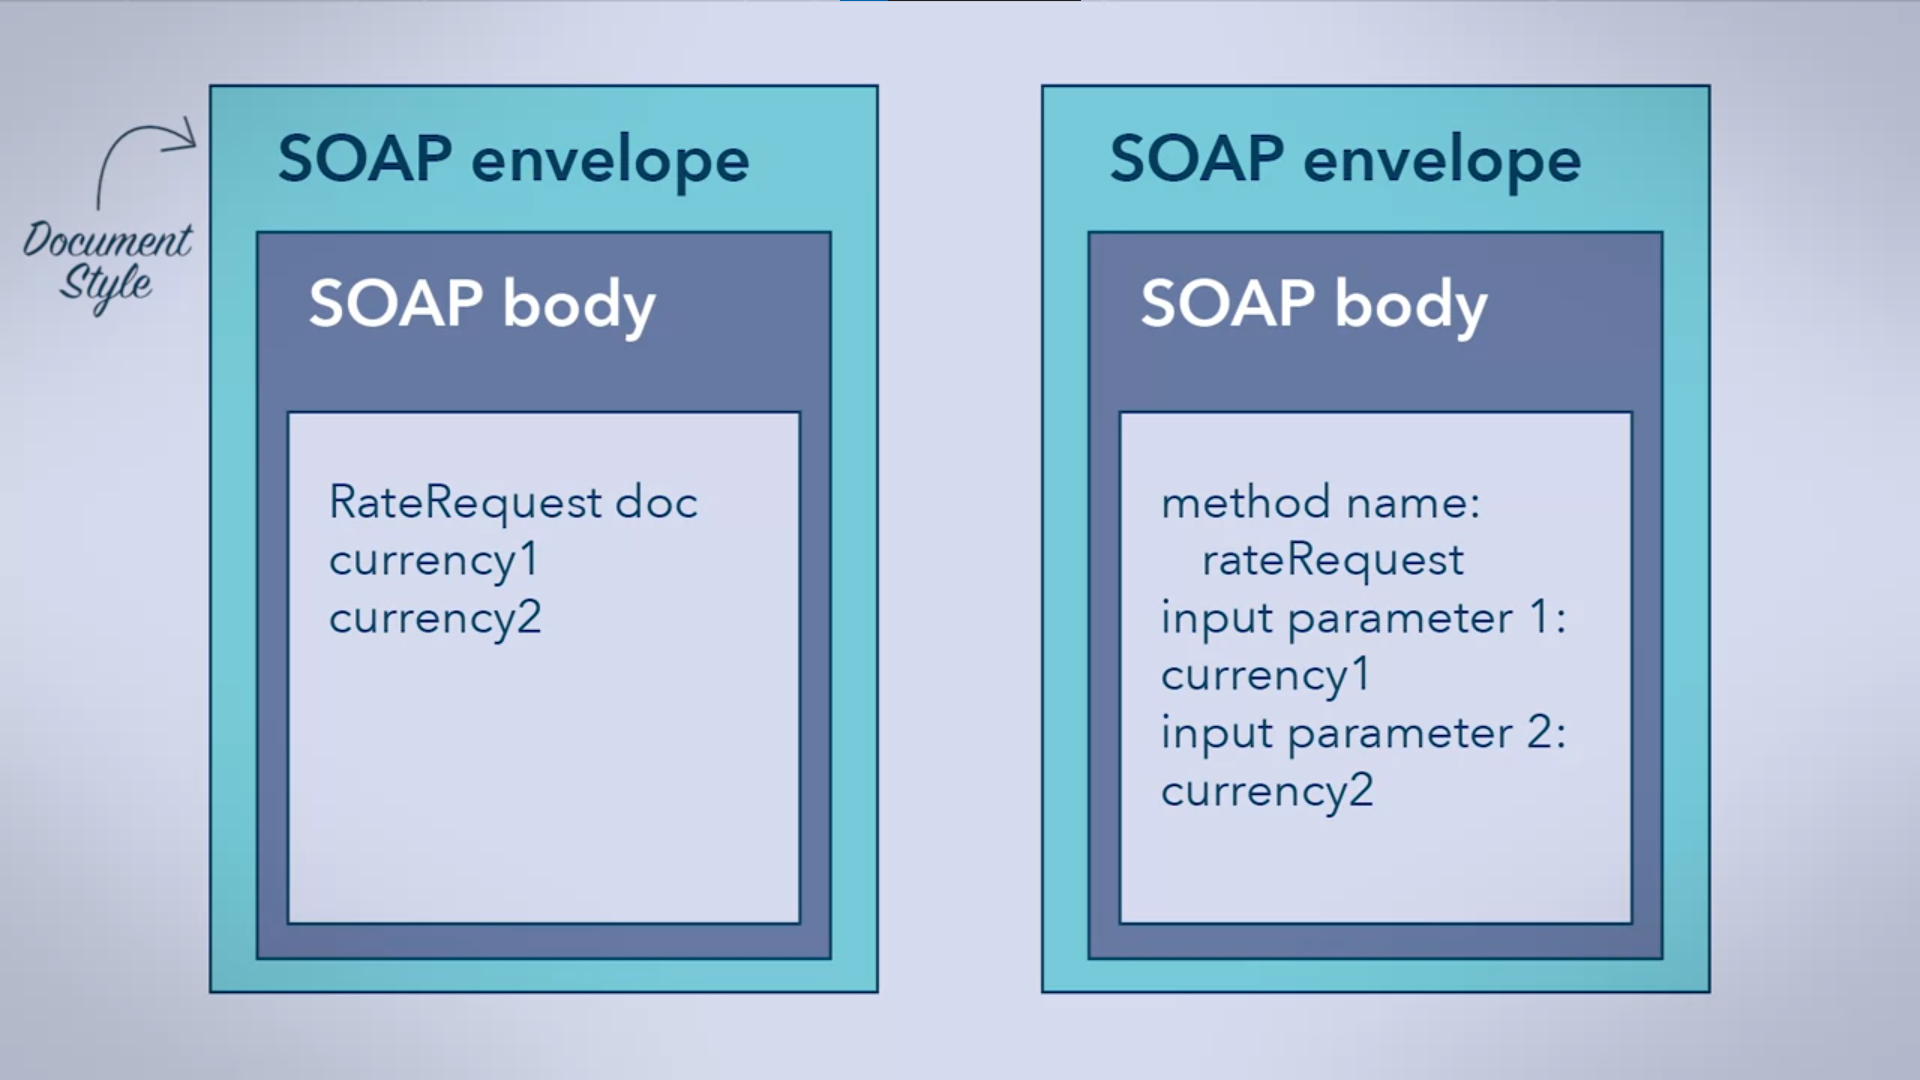 Document
Style
SOAP envelope
SOAP body
RateRequest doc
currency1
currency2
SOAP envelope
SOAP body
method name:
rateRequest
input parameter 1:
currency1
input parameter 2:
currency2